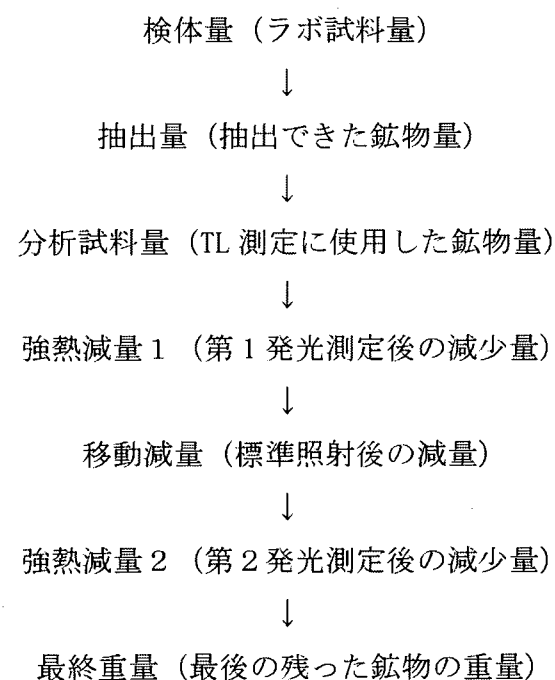 検体量（ラボ試料量）
↓
抽出量（抽出できた鉱物量）
↓
分析試料量（TL 測定に使用した鉱物量）
↓
強熱減量１（第１発光測定後の減少量）
↓
移動減量（標準照射後の減量）
↓
強熱減量２（第２発光測定後の減少量）
↓
最終重量（最後の残った鉱物の重量）